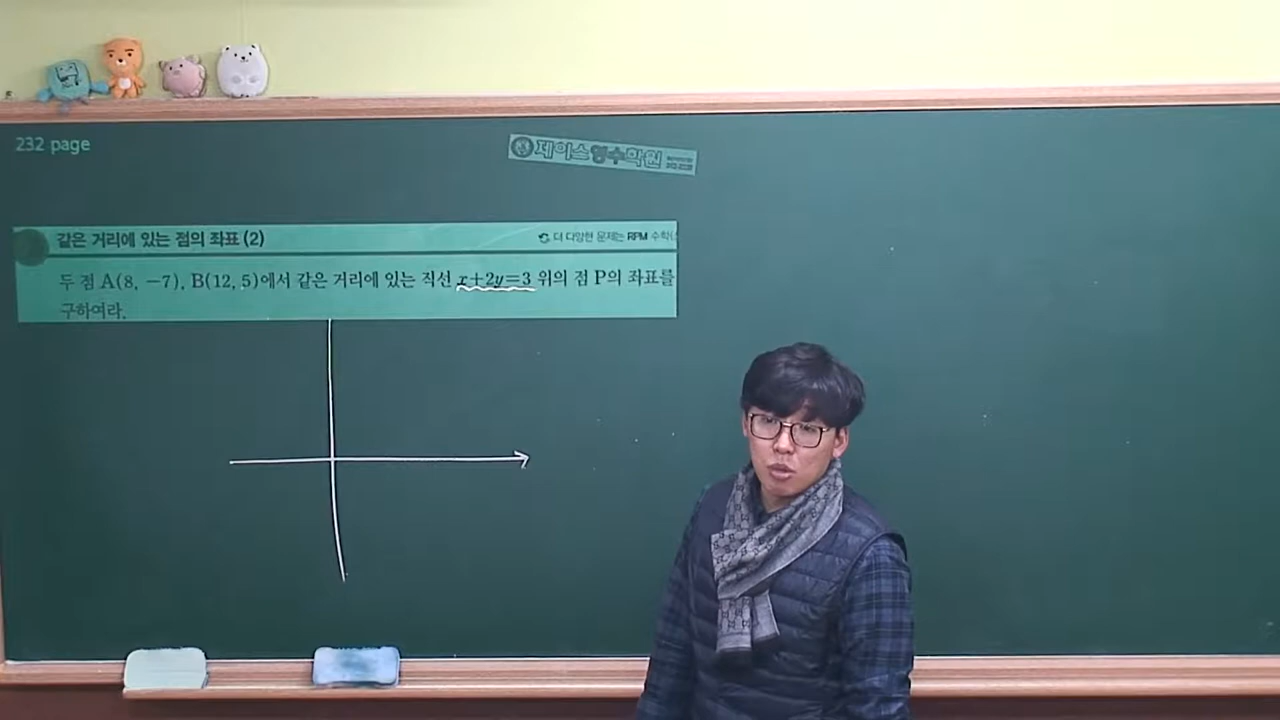 232 page
제이스영수학원
같은 거리에 있는 점의 좌표 (2)
더 다양한 문제는 RPM 수학(
두 점 A(8, −7), B(12, 5)에서 같은 거리에 있는 직선 x+2y=3 위의 점 P의 좌표를
구하여라.